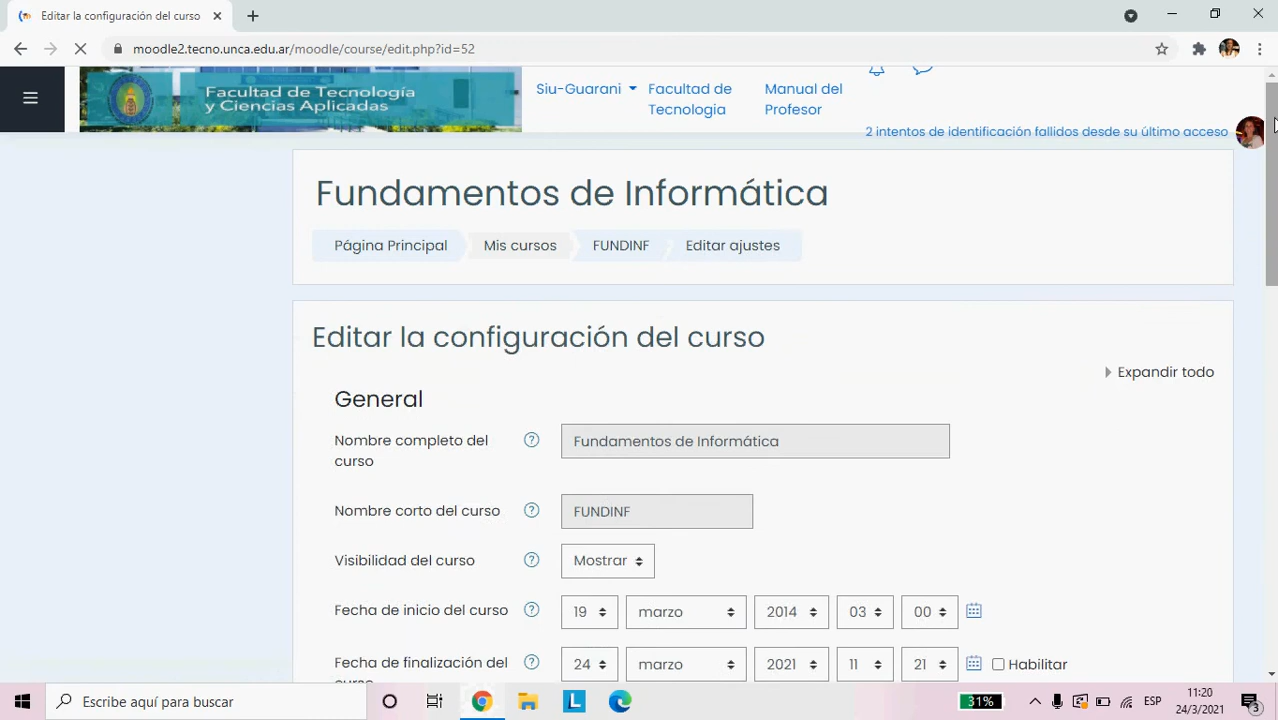 Editar la configuración del curso
moodle2.tecno.unca.edu.ar/moodle/course/edit.php?id=52
Facultad de Tecnología
y Ciencias Aplicadas
Siu-Guarani
Facultad de
Tecnologia
Manual del
Profesor
2 intentos de identificación fallidos desde su último acceso
Fundamentos de Informática
Página Principal
Mis cursos
FUNDINF
Editar ajustes
Editar la configuración del curso
Expandir todo
General
Nombre completo del
curso
Fundamentos de Informática
Nombre corto del curso
FUNDINF
Visibilidad del curso
Mostrar
Fecha de inicio del curso
19 marzo 2014 03 00
Fecha de finalización del
curso
24 marzo 2021 11 21 Habilitar
Escribe aquí para buscar
L
31%
ESP
11:20
24/3/2021
3